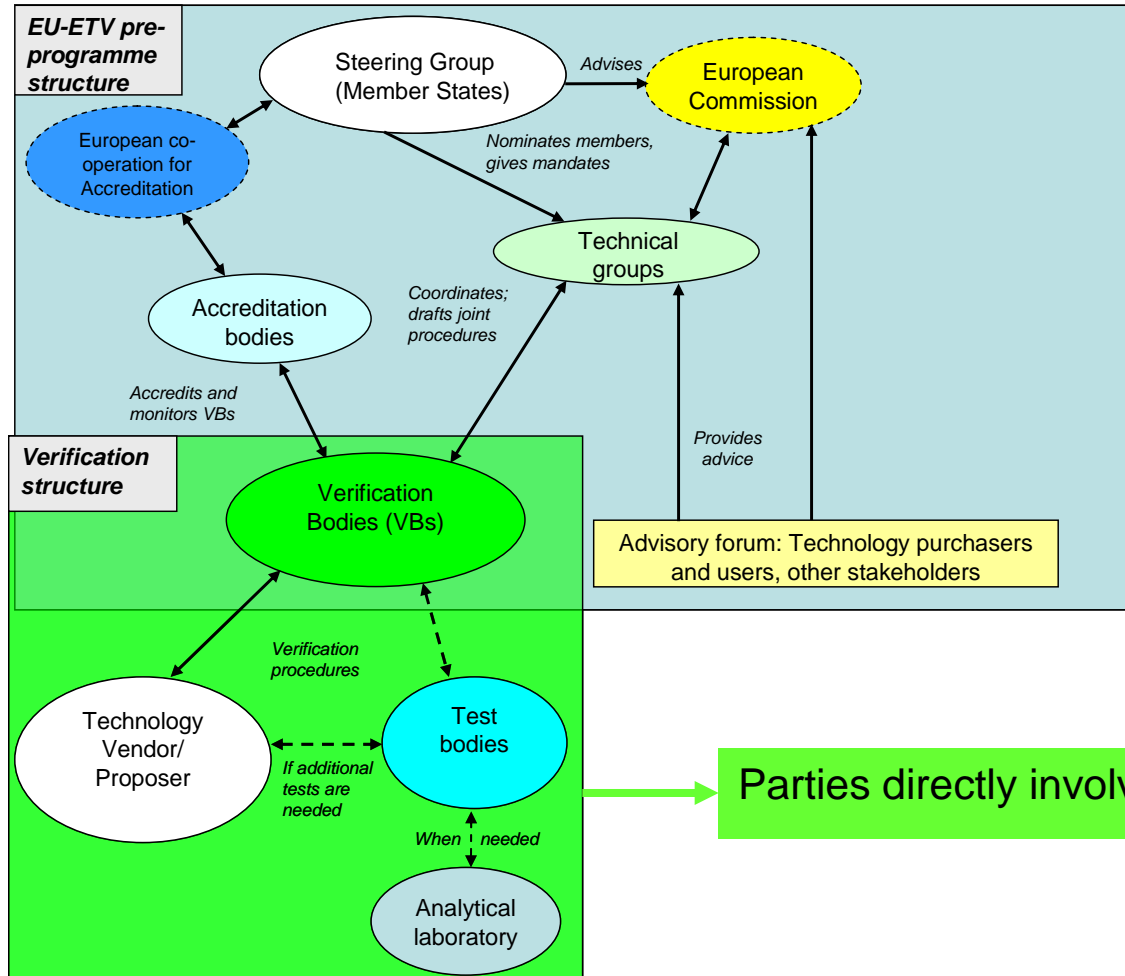 EU-ETV pre-
programme
structure
Steering Group
(Member States)
Advises
European
Commission
European co-
operation for
Accreditation
Nominates members,
gives mandates
Technical
groups
Accreditation
bodies
Coordinates;
drafts joint
procedures
Accredits and
monitors VBs
Provides
advice
Verification
structure
Verification
Bodies (VBs)
Advisory forum: Technology purchasers
and users, other stakeholders
Verification
procedures
Technology
Vendor/
Proposer
Test
bodies
If additional
tests are
needed
Parties directly involv
When needed
Analytical
laboratory